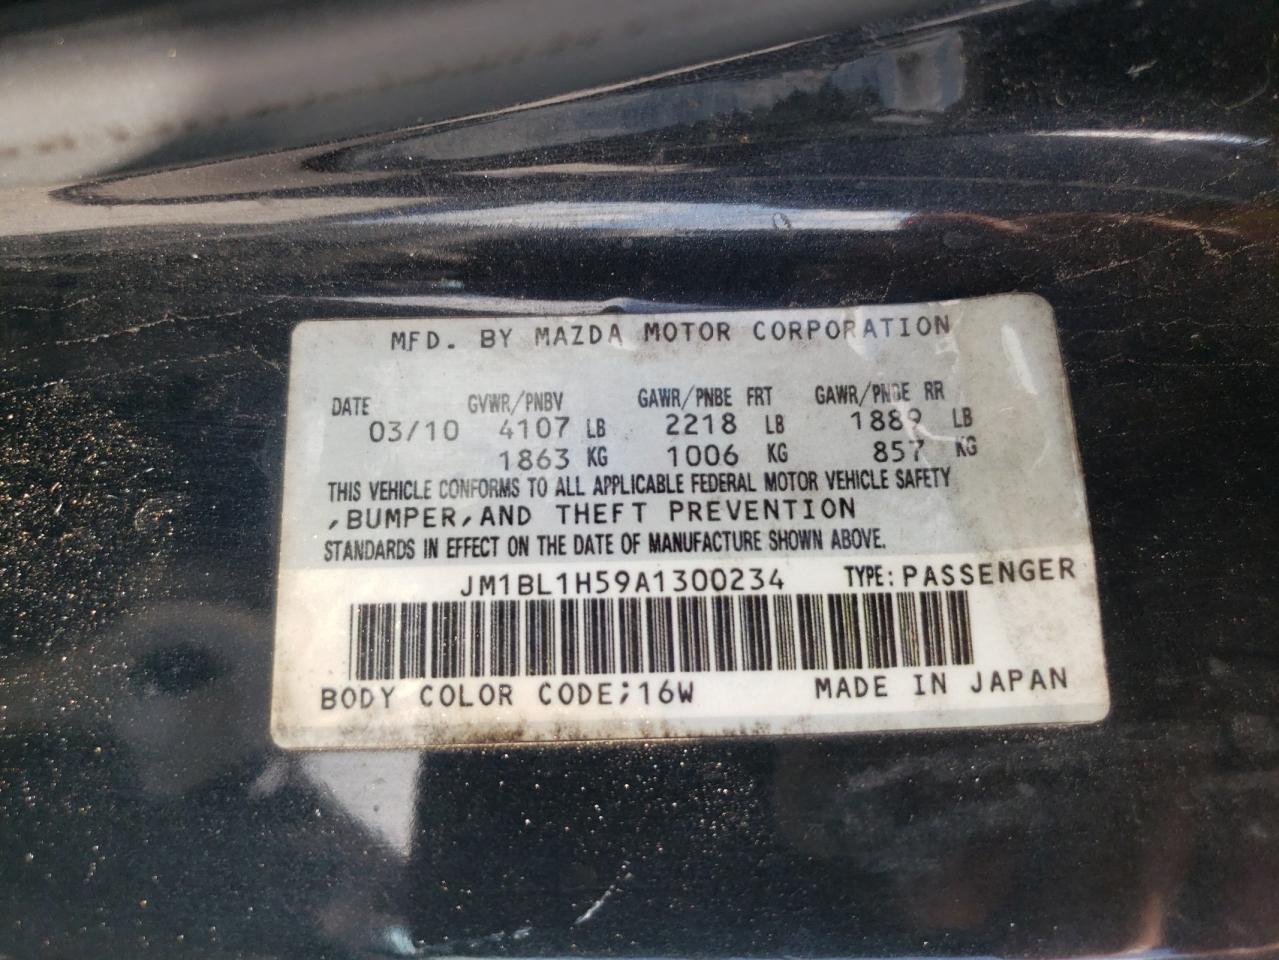 MFD. BY MAZDA MOTOR CORPORATION
DATE GVWR/PNBV GAWR/PNBE FRT GAWR/PNBE RR
03/10 4107 LB 2218 LB 1889 LB
1863 KG 1006 KG 857 KG
THIS VEHICLE CONFORMS TO ALL APPLICABLE FEDERAL MOTOR VEHICLE SAFETY
,BUMPER,AND THEFT PREVENTION
STANDARDS IN EFFECT ON THE DATE OF MANUFACTURE SHOWN ABOVE.
JM1BL1H59A1300234 TYPE: PASSENGER
BODY COLOR CODE;16W MADE IN JAPAN